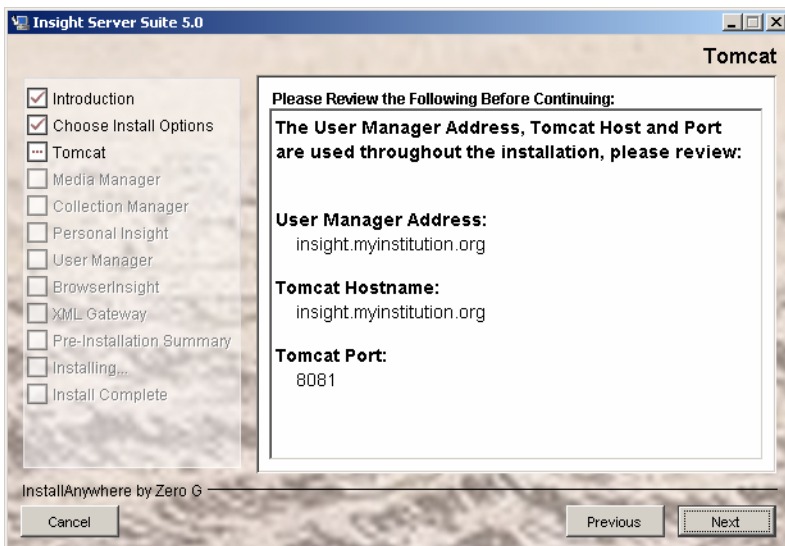 Insight Server Suite 5.0
Tomcat
Introduction
Choose Install Options
Tomcat
Media Manager
Collection Manager
Personal Insight
User Manager
BrowserInsight
XML Gateway
Pre-Installation Summary
Installing...
Install Complete
Please Review the Following Before Continuing:
The User Manager Address, Tomcat Host and Port
are used throughout the installation, please review:
User Manager Address:
insight.myinstitution.org
Tomcat Hostname:
insight.myinstitution.org
Tomcat Port:
8081
InstallAnywhere by Zero G
Cancel
Previous
Next